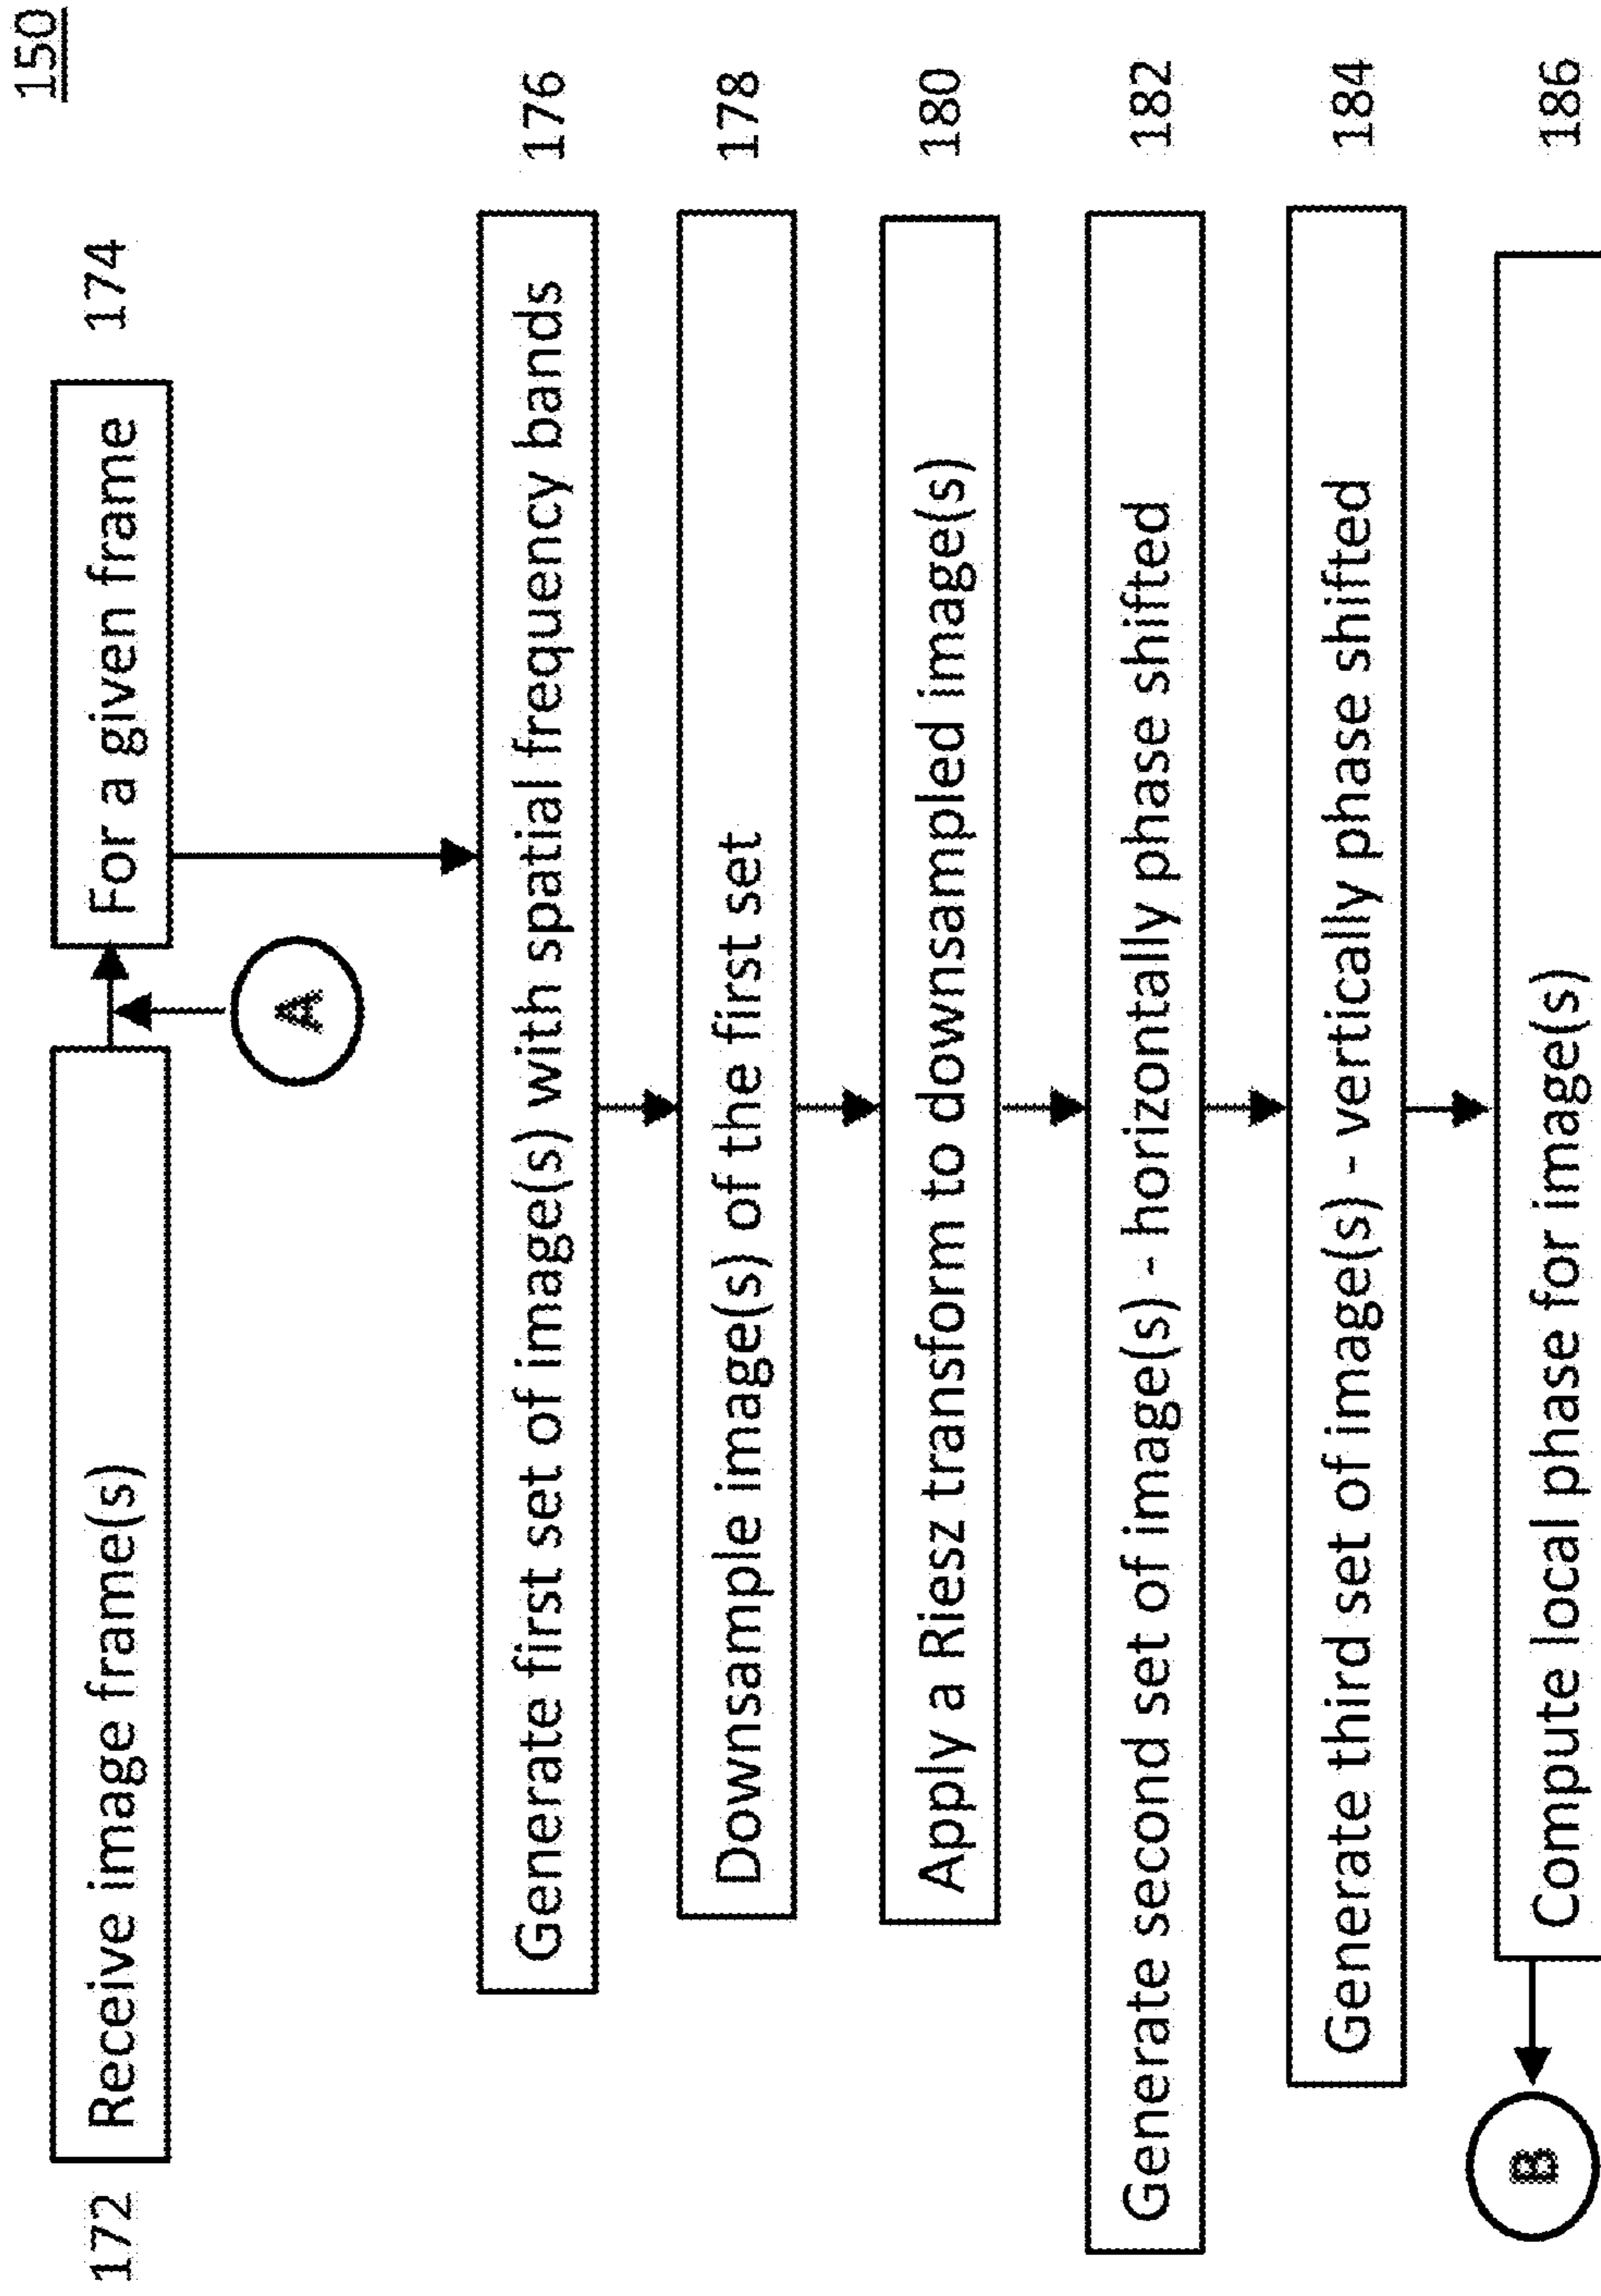 150
172
Receive image frame(s)
For a given frame
174
A
Generate first set of image(s) with spatial frequency bands
176
Downsample image(s) of the first set
178
Apply a Riesz transform to downsampled image(s)
180
Generate second set of image(s) - horizontally phase shifted
182
Generate third set of image(s) - vertically phase shifted
184
Compute local phase for image(s)
186
B